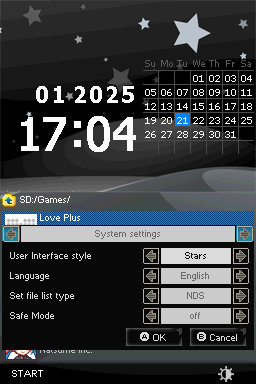 Su Mo Tu We Th Fr Sa
01 02 03 04
01·2025
05 06 07 08 09 10 11
12 13 14 15 16 17 18
17:04
19 20 21 22 23 24 25
26 27 28 29 30 31
SD:/Games/
Love Plus
System settings
User Interface style Stars
Language English
Set file list type NDS
Safe Mode off
A OK B Cancel
Natsume Inc.
START